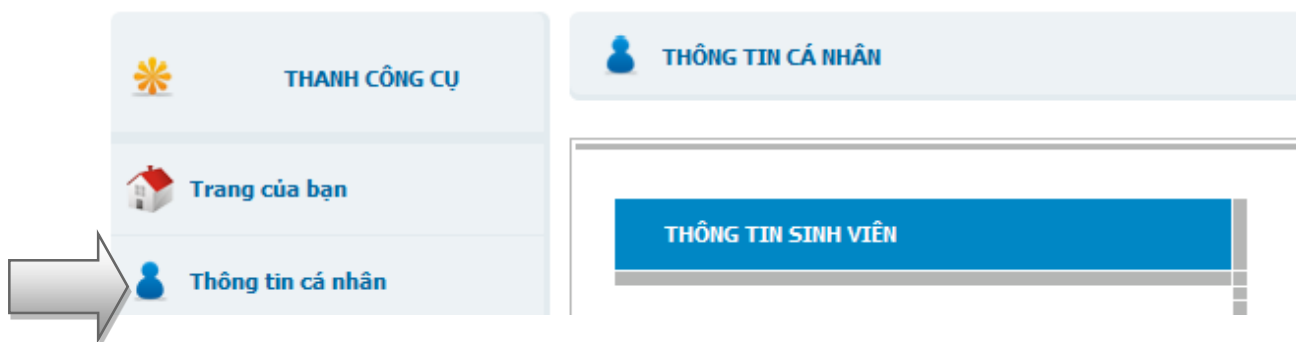 THANH CÔNG CỤ
Trang của bạn
Thông tin cá nhân
THÔNG TIN CÁ NHÂN
THÔNG TIN SINH VIÊN